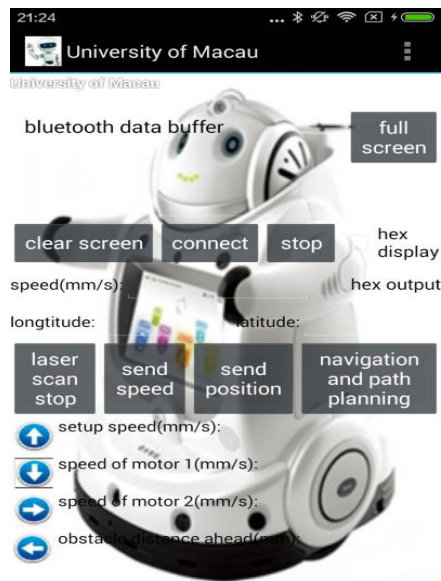 21:24
University of Macau
University of Macau
bluetooth data buffer
full
screen
clear screen
connect
stop
hex
display
speed(mm/s):
hex output
longtitude:
latitude:
laser
scan
stop
send
speed
send
position
navigation
and path
planning
setup speed(mm/s):
speed of motor 1(mm/s):
speed of motor 2(mm/s):
obstacle distance ahead(mm):